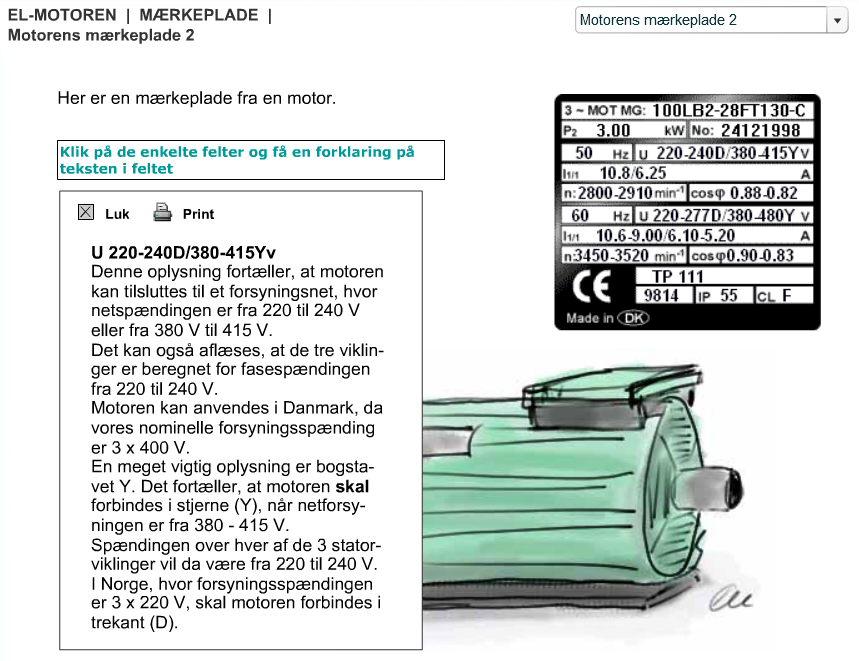 EL-MOTOREN | MÆRKEPLADE |
Motorens mærkeplade 2
Motorens mærkeplade 2
Her er en mærkeplade fra en motor.
Klik på de enkelte felter og få en forklaring på
teksten i feltet
Luk Print
U 220-240D/380-415Yv
Denne oplysning fortæller, at motoren
kan tilsluttes til et forsyningsnet, hvor
netspændingen er fra 220 til 240 V
eller fra 380 V til 415 V.
Det kan også aflæses, at de tre viklin-
ger er beregnet for fasespændingen
fra 220 til 240 V.
Motoren kan anvendes i Danmark, da
vores nominelle forsyningsspænding
er 3 x 400 V.
En meget vigtig oplysning er bogsta-
vet Y. Det fortæller, at motoren skal
forbindes i stjerne (Y), når netforsy-
ningen er fra 380 - 415 V.
Spændingen over hver af de 3 stator-
viklinger vil da være fra 220 til 240 V.
I Norge, hvor forsyningsspændingen
er 3 x 220 V, skal motoren forbindes i
trekant (D).
3 ~ MOT MG: 100LB2-28FT130-C
P2 3.00 kW No: 24121998
50 Hz U 220-240D/380-415Y V
I1/1 10.8/6.25 A
n: 2800-2910 min-1 cosφ 0.88-0.82
60 Hz U 220-277D/380-480Y V
I1/1 10.6-9.00/6.10-5.20 A
n: 3450-3520 min-1 cosφ 0.90-0.83
TP 111
CE 9814 IP 55 CL F
Made in DK